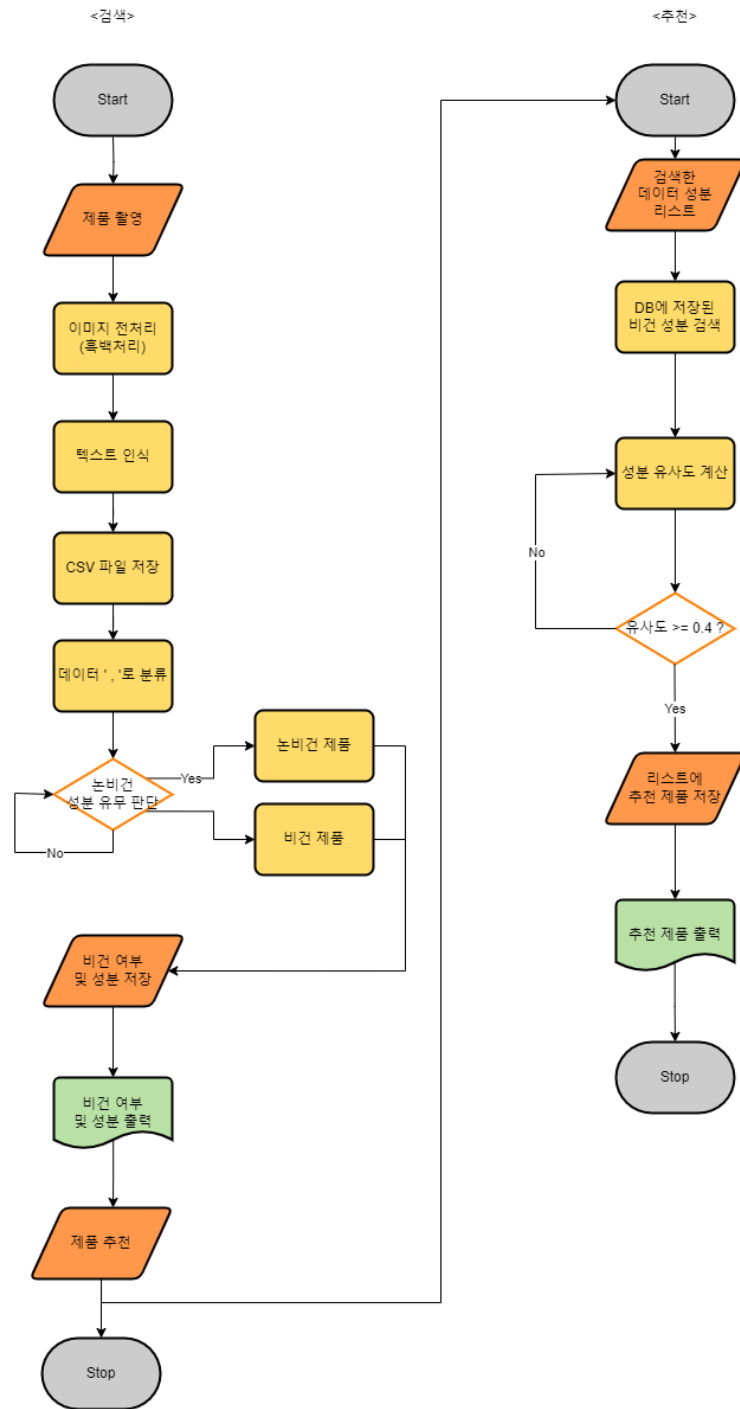 <검색>
Start
제품 촬영
이미지 전처리
(흑백처리)
텍스트 인식
CSV 파일 저장
데이터 ' , '로 분류
논비건
성분 유무 판단
Yes
No
논비건 제품
비건 제품
비건 여부
및 성분 저장
비건 여부
및 성분 출력
제품 추천
Stop
<추천>
Start
검색한
데이터 성분
리스트
DB에 저장된
비건 성분 검색
성분 유사도 계산
No
유사도 >= 0.4 ?
Yes
리스트에
추천 제품 저장
추천 제품 출력
Stop